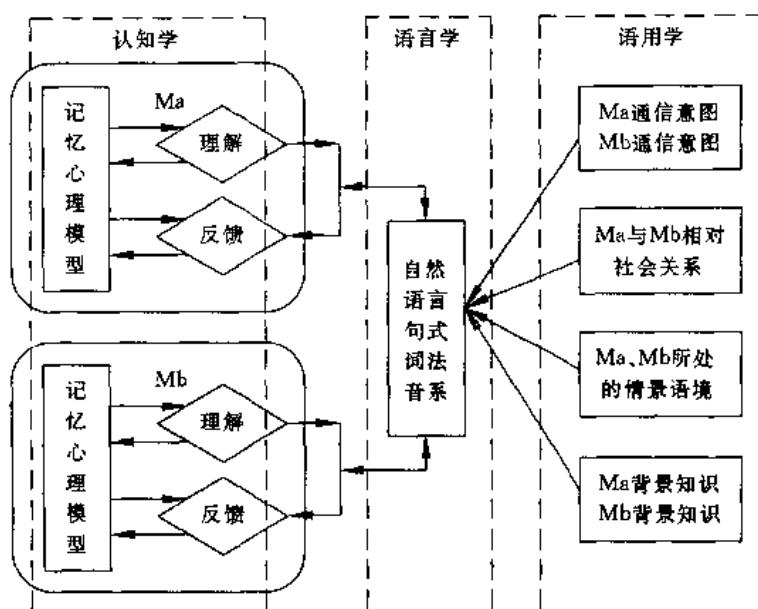 认知学
语言学
语用学
Ma
记忆心理模型
理解
反馈
Mb
记忆心理模型
理解
反馈
自然
语言
句式
词法
音系
Ma通信意图
Mb通信意图
Ma与Mb相对
社会关系
Ma、Mb所处
的情景语境
Ma背景知识
Mb背景知识